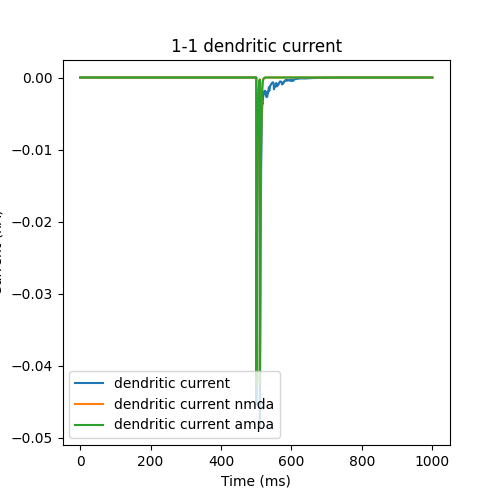 1-1 dendritic current
0.00
−0.01
−0.02
−0.03
−0.04
−0.05
dendritic current
dendritic current nmda
dendritic current ampa
0
200
400
600
800
1000
Time (ms)